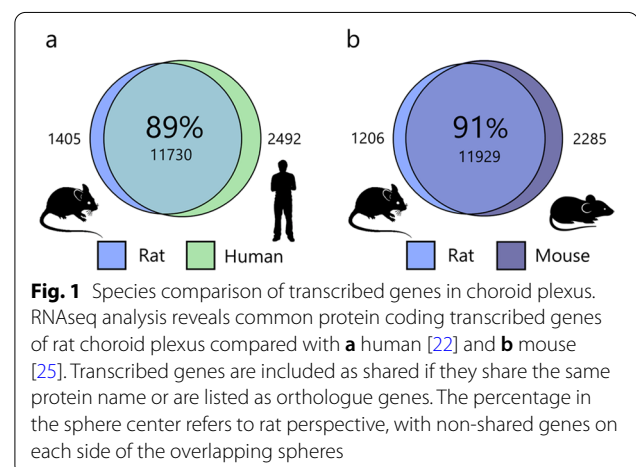 a
b
89%
11730
1405
2492
91%
11929
1206
2285
Rat
Human
Rat
Mouse
Fig. 1 Species comparison of transcribed genes in choroid plexus.
RNAseq analysis reveals common protein coding transcribed genes
of rat choroid plexus compared with a human [22] and b mouse
[25]. Transcribed genes are included as shared if they share the same
protein name or are listed as orthologue genes. The percentage in
the sphere center refers to rat perspective, with non-shared genes on
each side of the overlapping spheres